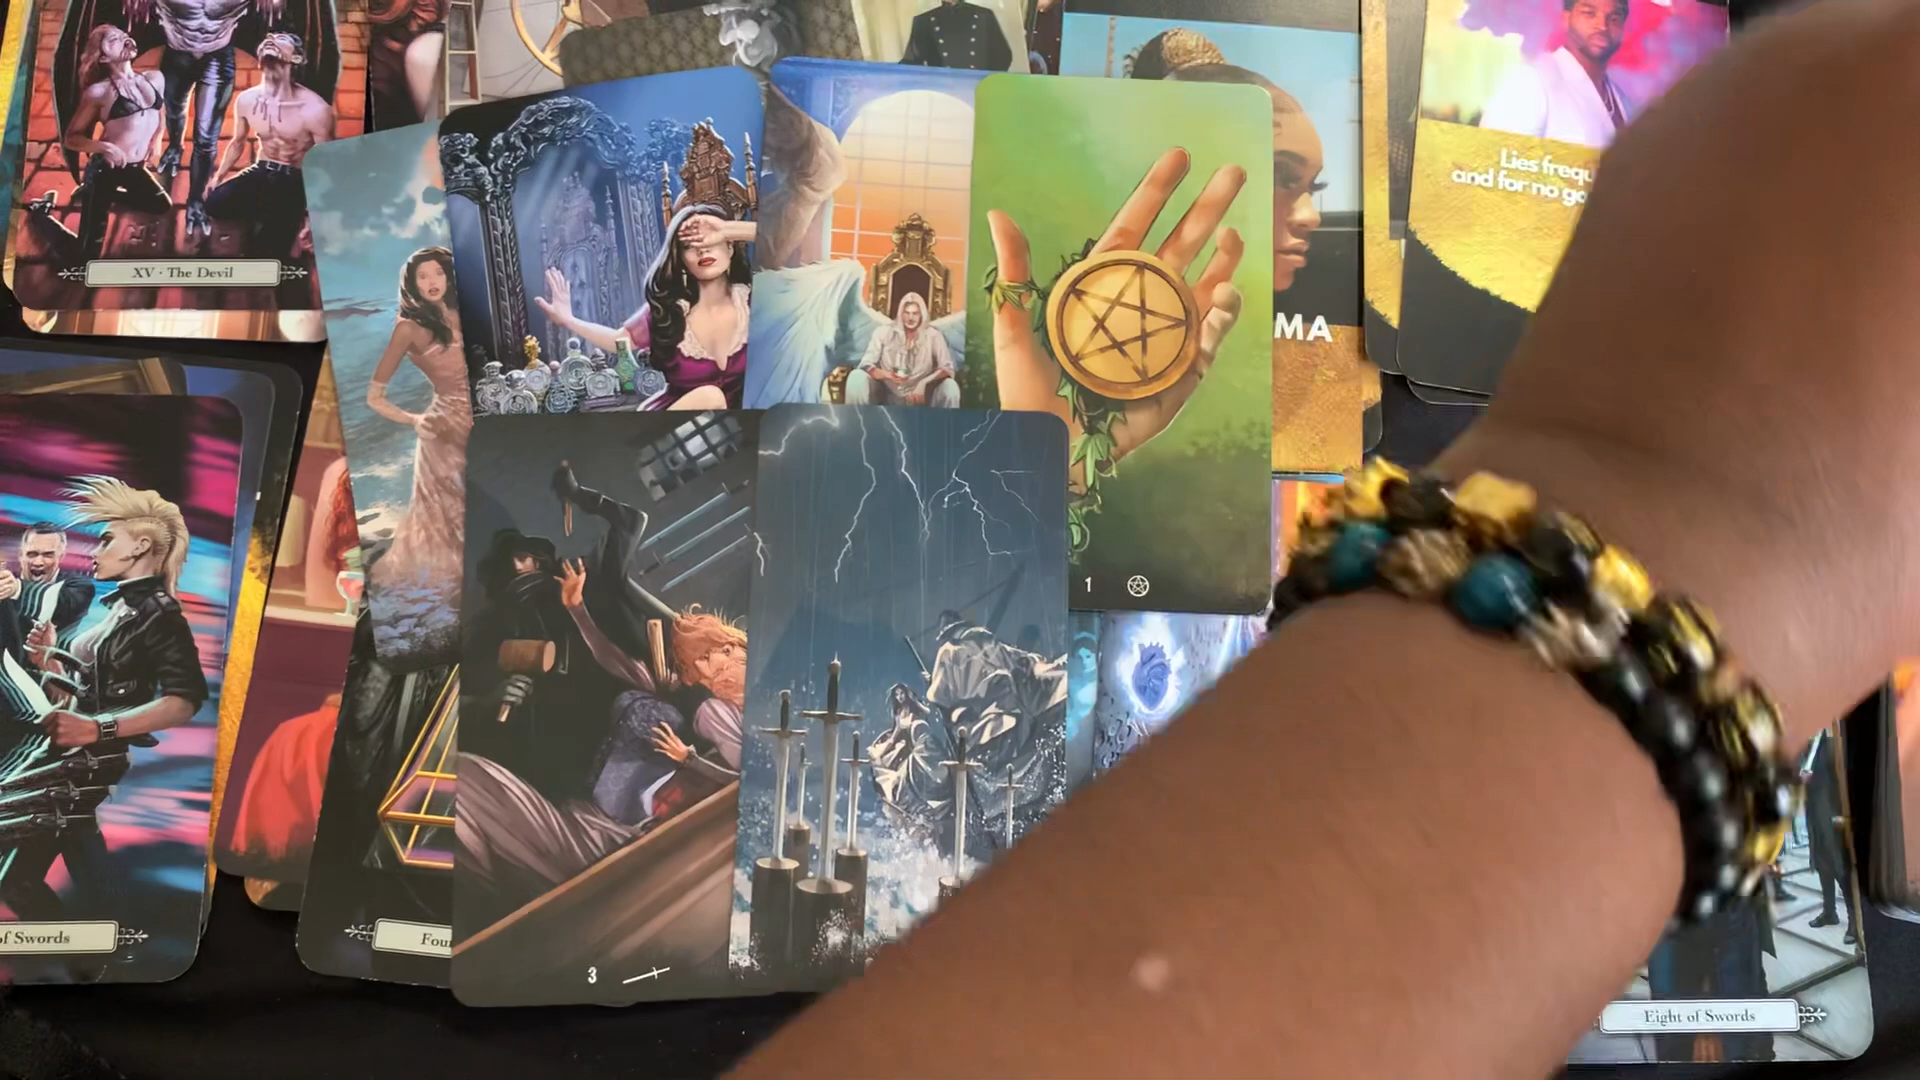 Lies frequ
and for no go
XV · The Devil
MA
1
of Swords
Four
3
Eight of Swords